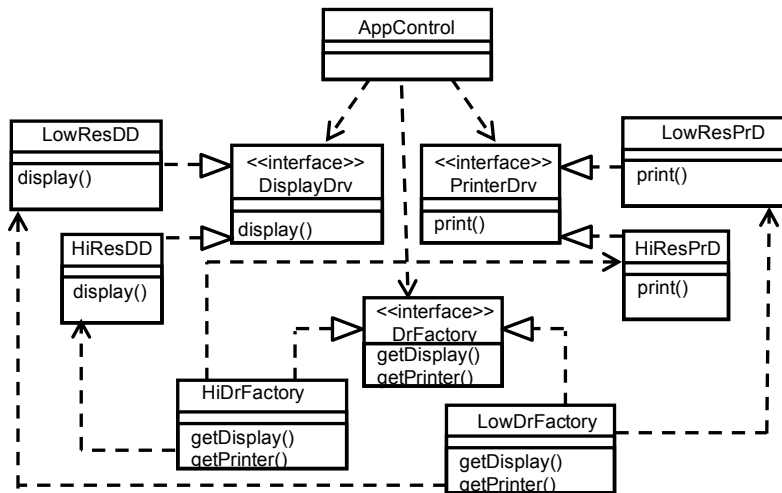 AppControl
LowResDD
display()
<<interface>>
DisplayDrv
display()
<<interface>>
PrinterDrv
print()
LowResPrD
print()
HiResDD
display()
HiResPrD
print()
<<interface>>
DrFactory
getDisplay()
getPrinter()
HiDrFactory
getDisplay()
getPrinter()
LowDrFactory
getDisplay()
getPrinter()